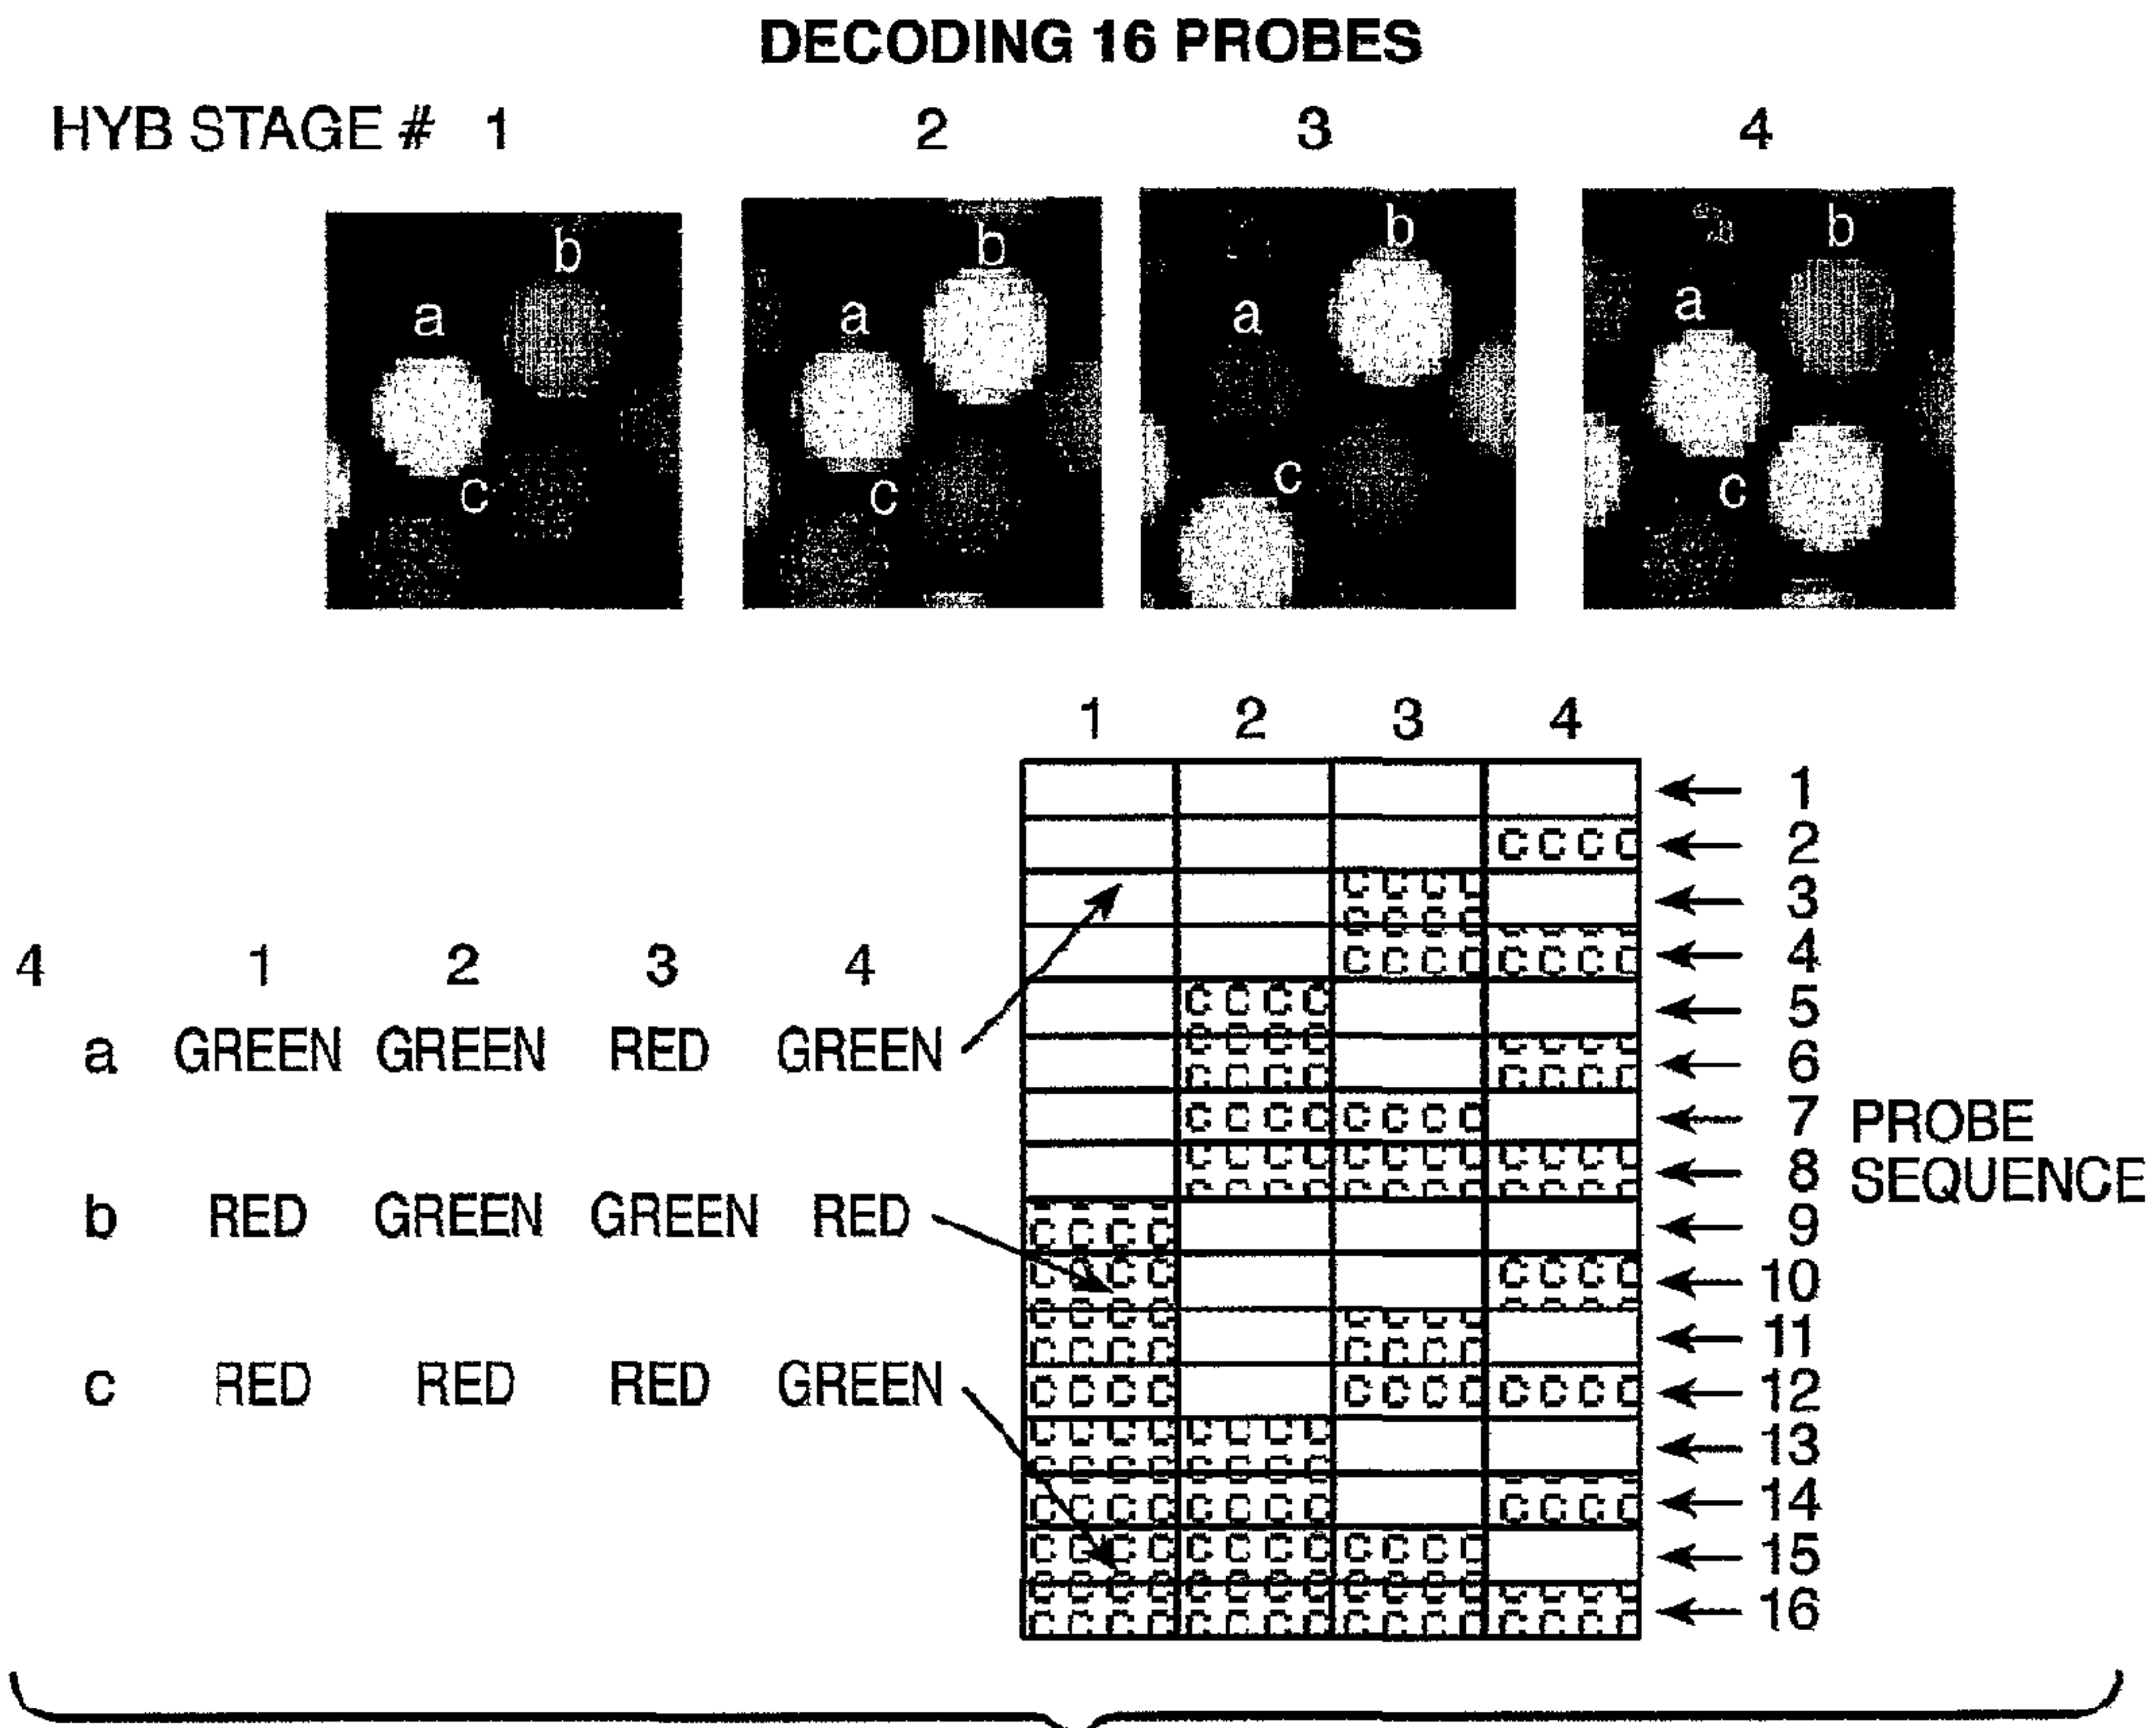 DECODING 16 PROBES
HYB STAGE # 1 2 3 4
b
a
c
b
a
c
b
a
c
b
a
c
1 2 3 4
1
2
3
4
5
6
7
8
9
10
11
12
13
14
15
16
PROBE
SEQUENCE
4 1 2 3 4
a GREEN GREEN RED GREEN
b RED GREEN GREEN RED
c RED RED RED GREEN